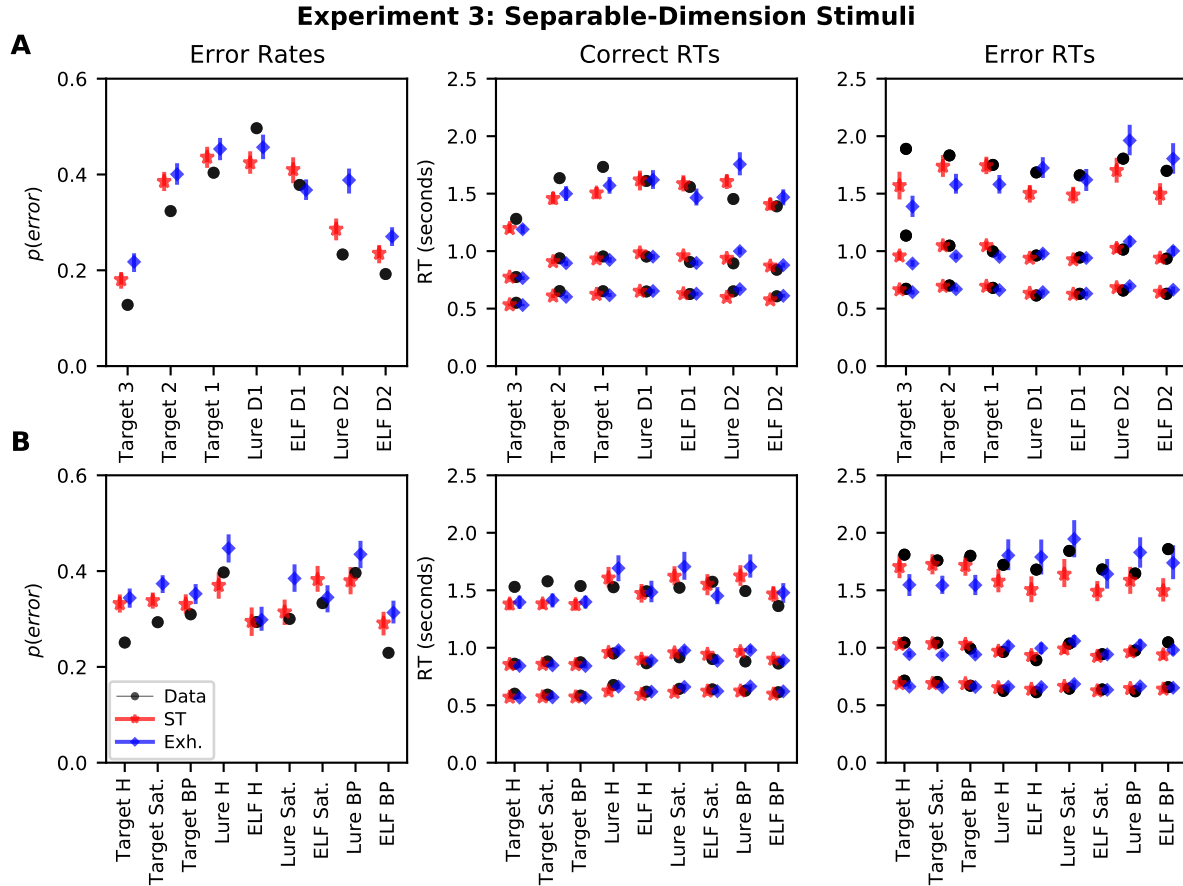 Experiment 3: Separable-Dimension Stimuli
A
Error Rates
Correct RTs
Error RTs
p(error)
0.6
0.4
0.2
0.0
Target 3
Target 2
Target 1
Lure D1
ELF D1
Lure D2
ELF D2
RT (seconds)
2.5
2.0
1.5
1.0
0.5
0.0
Target 3
Target 2
Target 1
Lure D1
ELF D1
Lure D2
ELF D2
2.5
2.0
1.5
1.0
0.5
0.0
Target 3
Target 2
Target 1
Lure D1
ELF D1
Lure D2
ELF D2
B
p(error)
0.6
0.4
0.2
0.0
Data
ST
Exh.
Target H
Target Sat.
Target BP
Lure H
ELF H
Lure Sat.
ELF Sat.
Lure BP
ELF BP
RT (seconds)
2.5
2.0
1.5
1.0
0.5
0.0
Target H
Target Sat.
Target BP
Lure H
ELF H
Lure Sat.
ELF Sat.
Lure BP
ELF BP
2.5
2.0
1.5
1.0
0.5
0.0
Target H
Target Sat.
Target BP
Lure H
ELF H
Lure Sat.
ELF Sat.
Lure BP
ELF BP